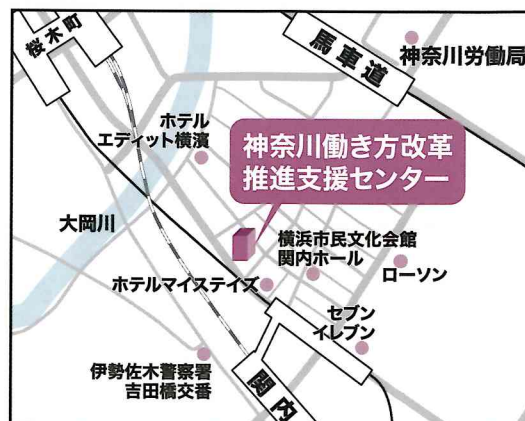 桜木町
馬車道
神奈川労働局
ホテル
エディット横濱
神奈川働き方改革
推進支援センター
大岡川
横浜市民文化会館
関内ホール
ローソン
ホテルマイステイズ
セブン
イレブン
伊勢佐木警察署
吉田橋交番
関内